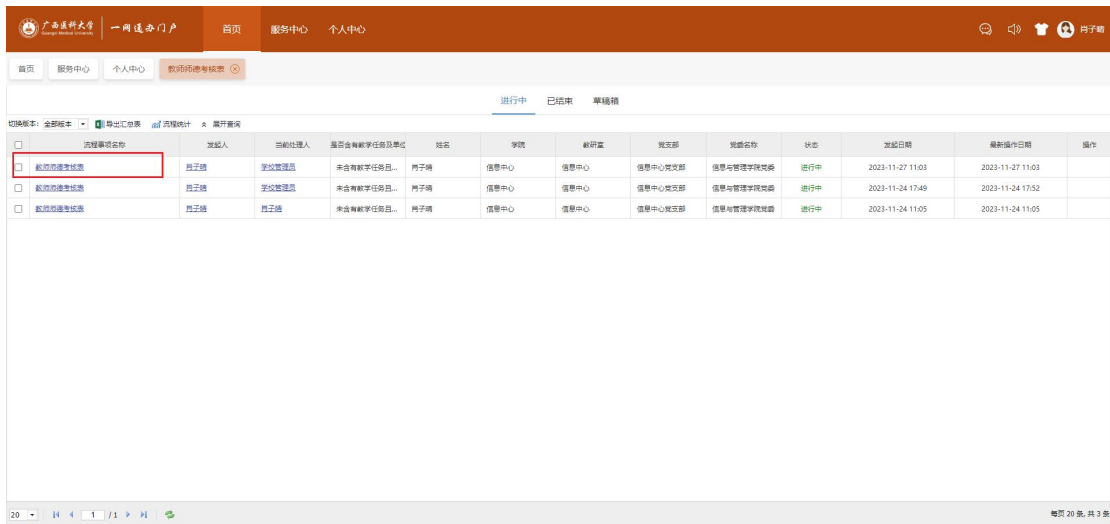 广西医科大学 一网通办门户 首页 服务中心 个人中心 肖子晴
Guangxi Medical University
首页 服务中心 个人中心 教师师德考核表
进行中 已结束 草稿箱
切换版本: 全部版本 导出汇总表 流程统计 展开查询
流程事项名称 发起人 当前处理人 是否含有教学任务及单位 姓名 学院 教研室 党支部 党委名称 状态 发起日期 最新操作日期 操作
教师师德考核表 肖子晴 学校管理员 未含有教学任务且... 肖子晴 信息中心 信息中心 信息中心党支部 信息与管理学院党委 进行中 2023-11-27 11:03 2023-11-27 11:03
教师师德考核表 肖子晴 学校管理员 未含有教学任务且... 肖子晴 信息中心 信息中心 信息中心党支部 信息与管理学院党委 进行中 2023-11-24 17:49 2023-11-24 17:52
教师师德考核表 肖子晴 肖子晴 未含有教学任务且... 肖子晴 信息中心 信息中心 信息中心党支部 信息与管理学院党委 进行中 2023-11-24 11:05 2023-11-24 11:05
20 1 /1 每页 20 条, 共 3 条